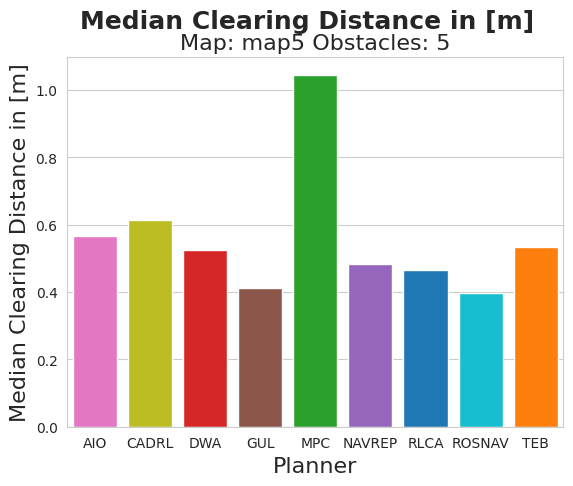 Median Clearing Distance in [m]
Map: map5 Obstacles: 5
Median Clearing Distance in [m]
1.0
0.8
0.6
0.4
0.2
0.0
AIO CADRL DWA GUL MPC NAVREP RLCA ROSNAV TEB
Planner